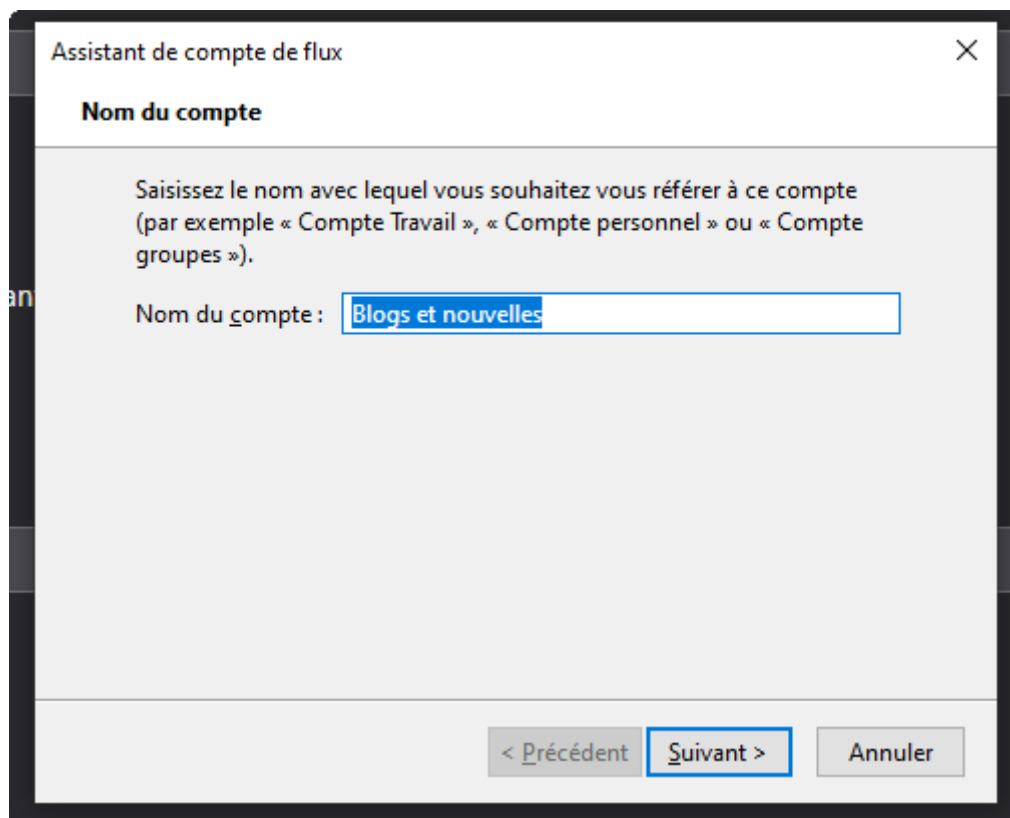 Assistant de compte de flux
Nom du compte
Saisissez le nom avec lequel vous souhaitez vous référer à ce compte
(par exemple « Compte Travail », « Compte personnel » ou « Compte
groupes »).
an
Nom du compte : Blogs et nouvelles
< Précédent Suivant > Annuler